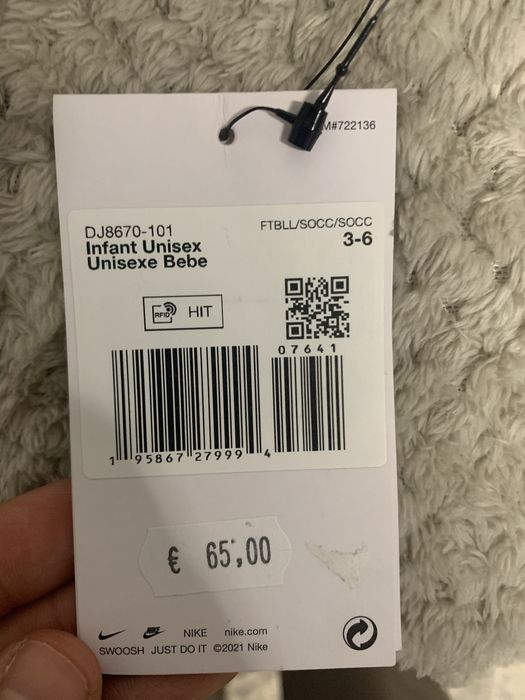 M#722136
DJ8670-101
FTBLL/SOCC/SOCC
Infant Unisex
3-6
Unisexe Bebe
RFID HIT
07641
1 95867 27999 4
€ 65,00
NIKE nike.com
SWOOSH JUST DO IT ©2021 Nike